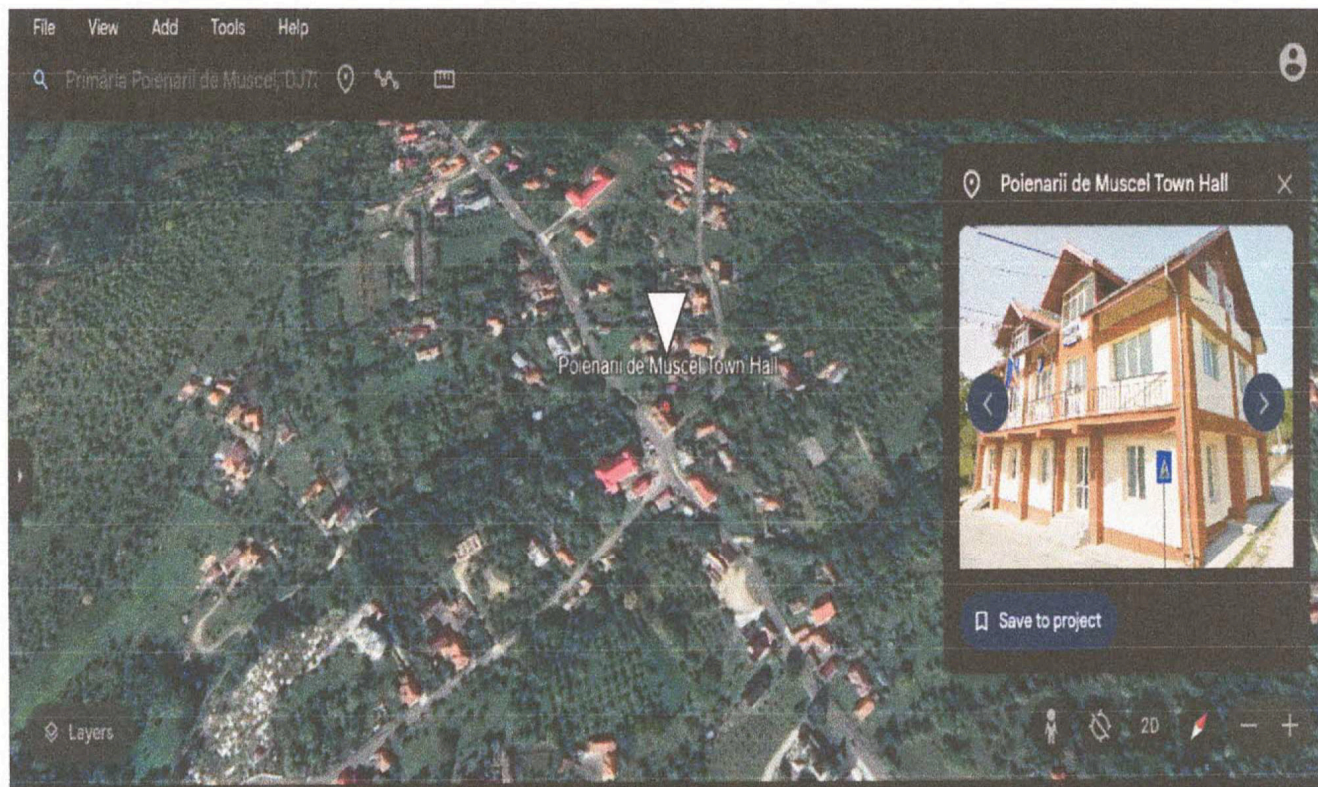 File View Add Tools Help
Primăria Poienarii de Muscel, DJ73
Poienarii de Muscel Town Hall
Poienarii de Muscel Town Hall
Save to project
Layers
2D